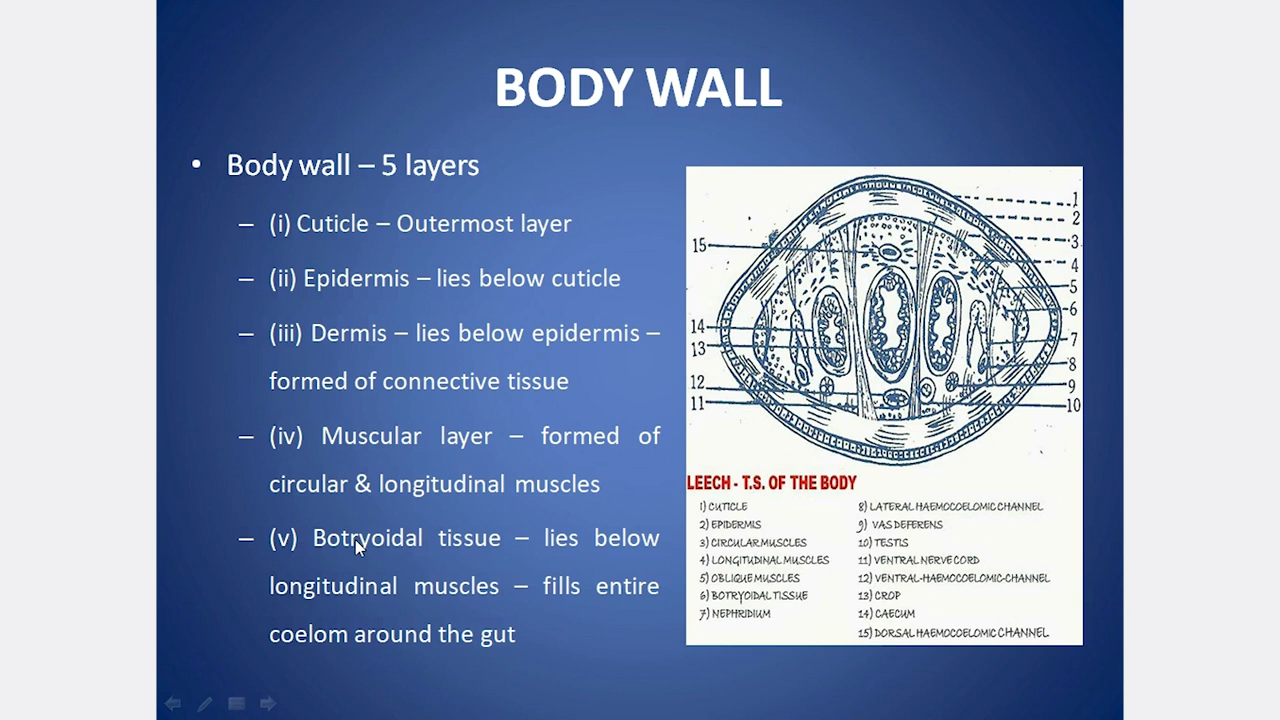 BODY WALL
• Body wall – 5 layers
– (i) Cuticle – Outermost layer
– (ii) Epidermis – lies below cuticle
– (iii) Dermis – lies below epidermis –
formed of connective tissue
– (iv) Muscular layer – formed of
circular & longitudinal muscles
– (v) Botryoidal tissue – lies below
longitudinal muscles – fills entire
coelom around the gut
1
2
3
4
5
6
7
8
9
10
15
14
13
12
11
LEECH - T.S. OF THE BODY
1) CUTICLE
2) EPIDERMIS
3) CIRCULAR MUSCLES
4) LONGITUDINAL MUSCLES
5) OBLIQUE MUSCLES
6) BOTRYOIDAL TISSUE
7) NEPHRIDIUM
8) LATERAL HAEMOCOELOMIC CHANNEL
9) VAS DEFERENS
10) TESTIS
11) VENTRAL NERVE CORD
12) VENTRAL-HAEMOCOELOMIC-CHANNEL
13) CROP
14) CAECUM
15) DORSAL HAEMOCOELOMIC CHANNEL